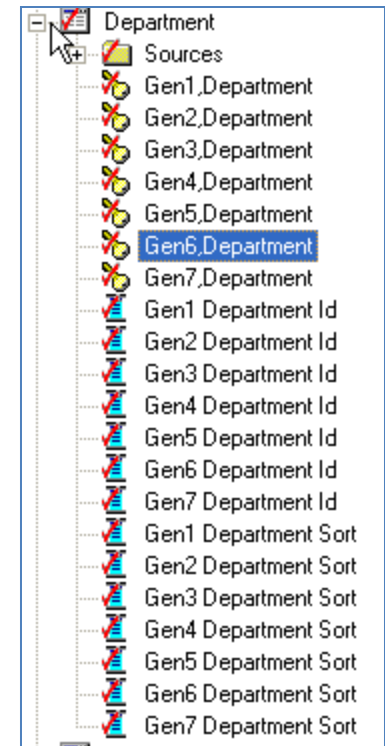 Department
Sources
Gen1,Department
Gen2,Department
Gen3,Department
Gen4,Department
Gen5,Department
Gen6,Department
Gen7,Department
Gen1 Department Id
Gen2 Department Id
Gen3 Department Id
Gen4 Department Id
Gen5 Department Id
Gen6 Department Id
Gen7 Department Id
Gen1 Department Sort
Gen2 Department Sort
Gen3 Department Sort
Gen4 Department Sort
Gen5 Department Sort
Gen6 Department Sort
Gen7 Department Sort